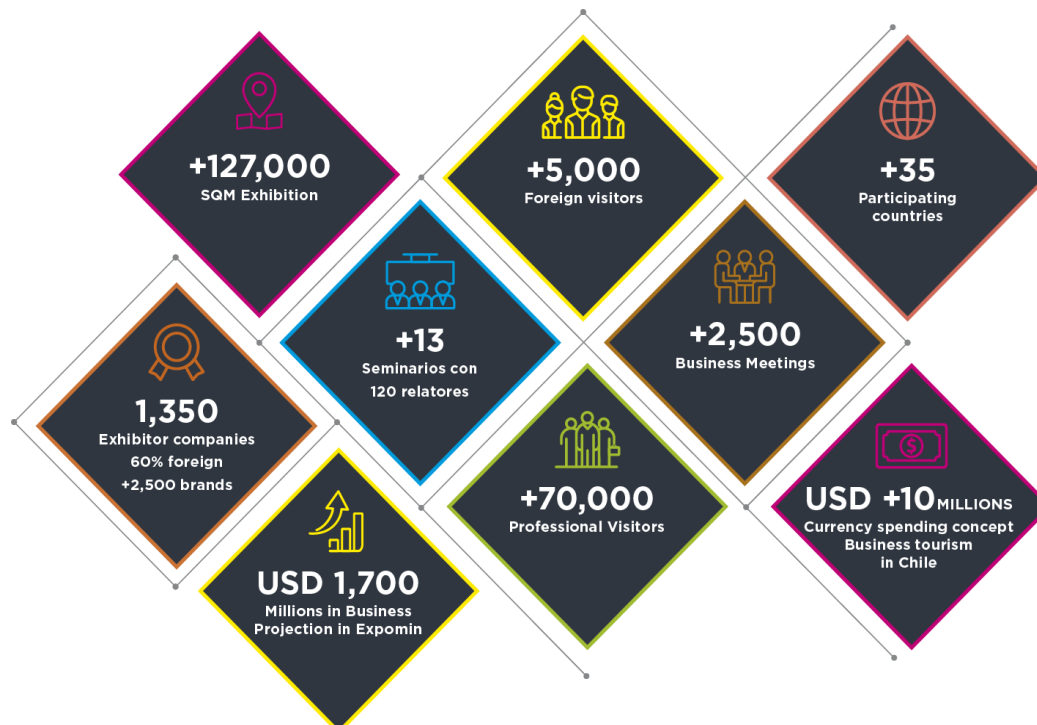 +127,000
SQM Exhibition
+5,000
Foreign visitors
+35
Participating
countries
+13
Seminarios con
120 relatores
+2,500
Business Meetings
1,350
Exhibitor companies
60% foreign
+2,500 brands
+70,000
Professional Visitors
USD +10 MILLIONS
Currency spending concept
Business tourism
in Chile
USD 1,700
Millions in Business
Projection in Expomin